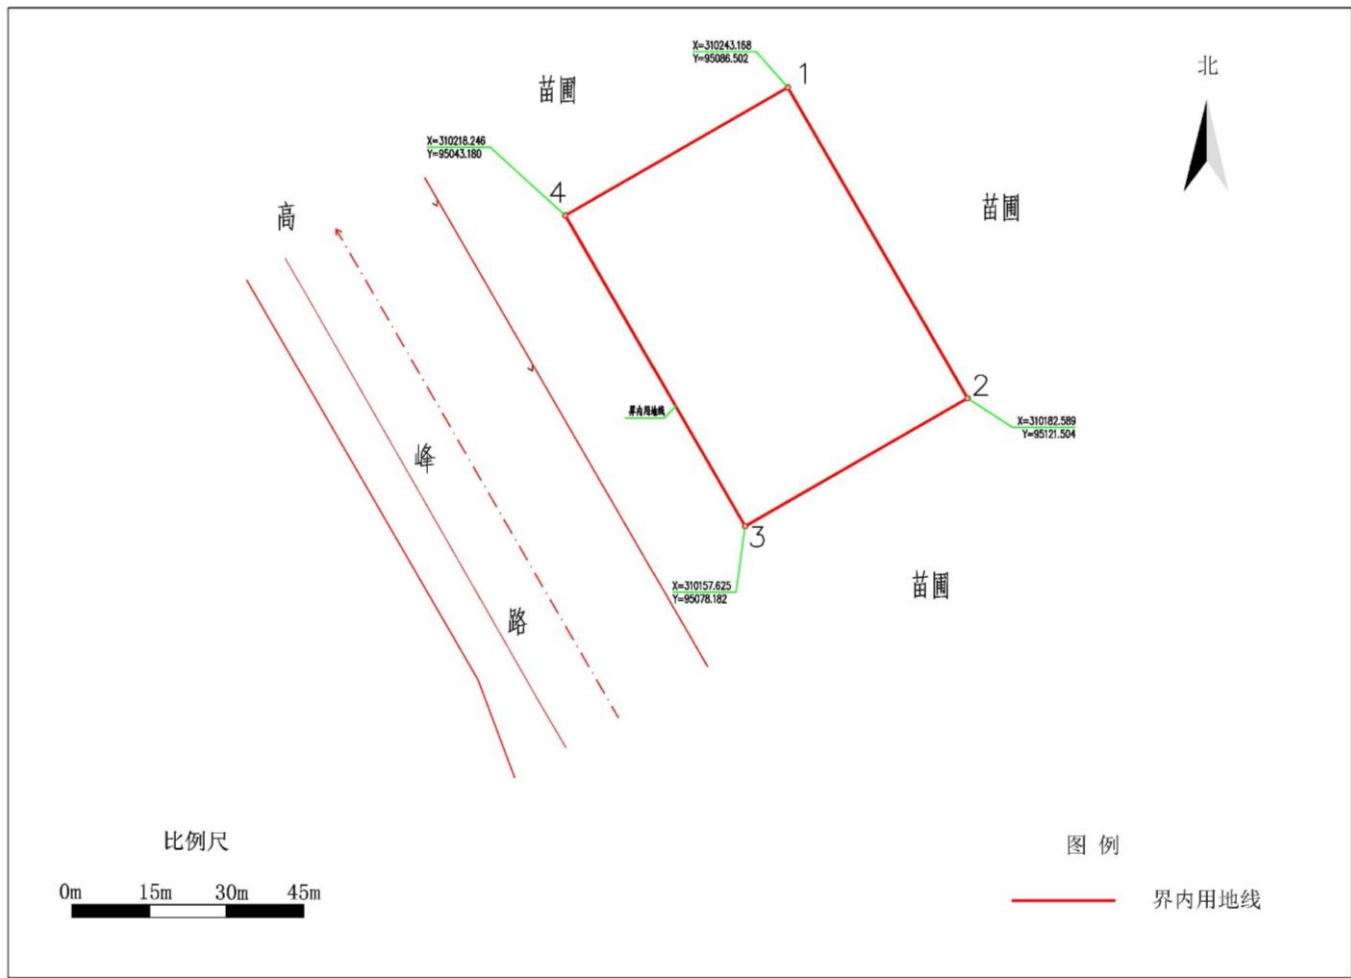 X=310243.168
Y=95086.502
1
北
苗圃
X=310218.246
Y=95043.180
4
苗圃
高
2
界内用地线
X=310182.589
Y=95121.504
峰
3
苗圃
X=310157.625
Y=95078.182
路
比例尺
图 例
0m 15m 30m 45m
界内用地线